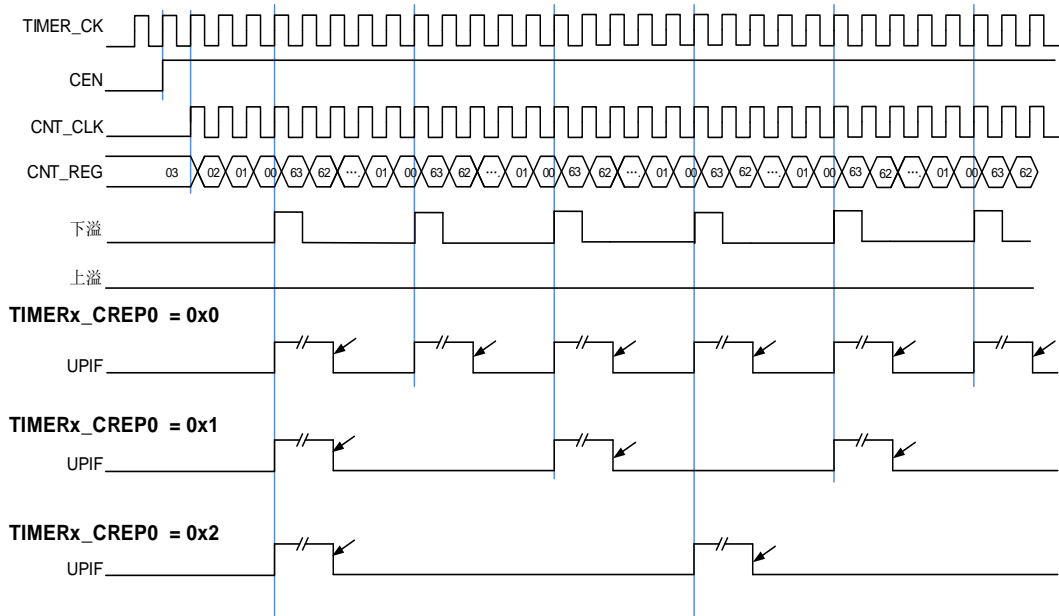 TIMER_CK
CEN
CNT_CLK
CNT_REG 03 02 01 00 63 62 ... 01 00 63 62 ... 01 00 63 62 ... 01 00 63 62 ... 01 00 63 62 ... 01 00 63 62
下溢
上溢
TIMERx_CREP0 = 0x0
UPIF
TIMERx_CREP0 = 0x1
UPIF
TIMERx_CREP0 = 0x2
UPIF